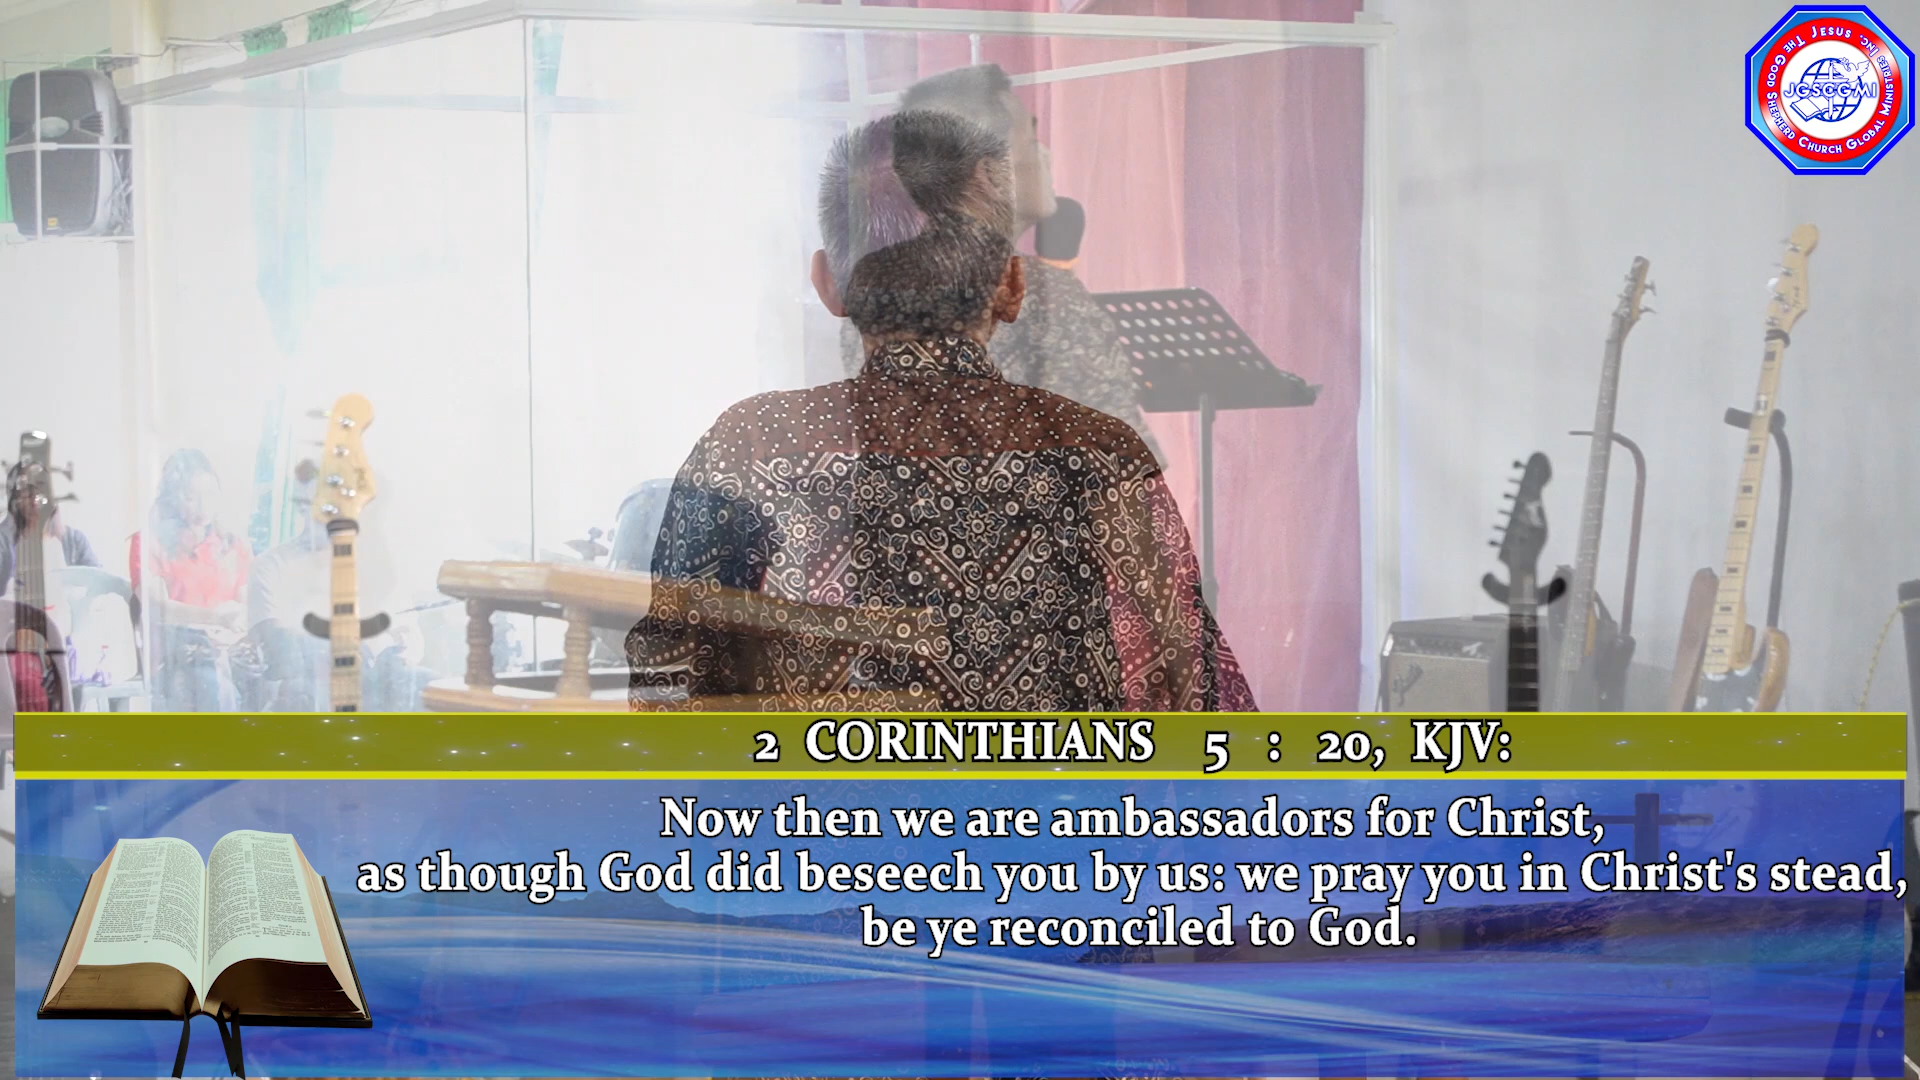 JESUS THE GOOD SHEPHERD CHURCH GLOBAL MINISTRIES INC.
JGSCGMI
2 CORINTHIANS 5 : 20, KJV:
Now then we are ambassadors for Christ,
as though God did beseech you by us: we pray you in Christ's stead,
be ye reconciled to God.